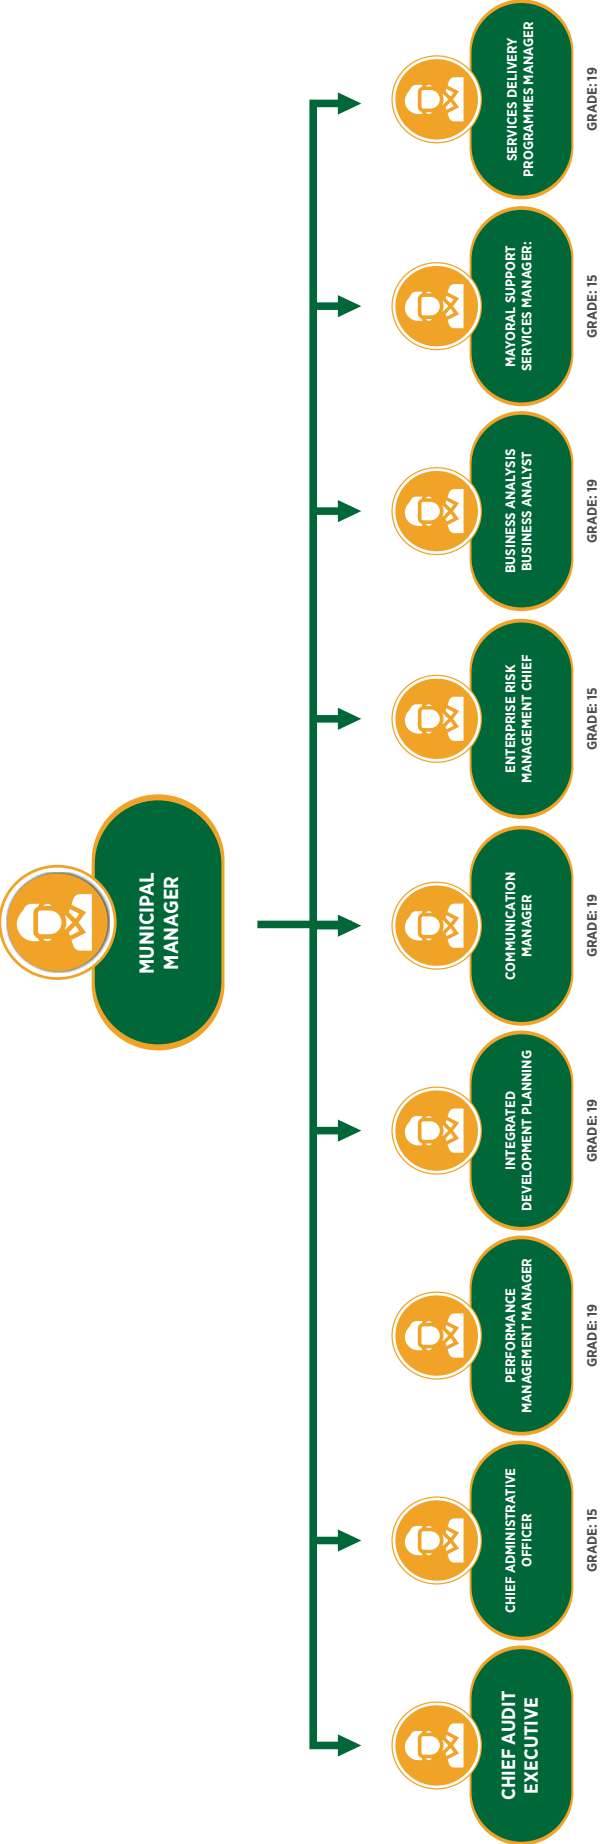 MUNICIPAL
MANAGER
CHIEF AUDIT
EXECUTIVE
CHIEF ADMINISTRATIVE
OFFICER
GRADE: 15
PERFORMANCE
MANAGEMENT MANAGER
GRADE: 19
INTEGRATED
DEVELOPMENT PLANNING
GRADE: 19
COMMUNICATION
MANAGER
GRADE: 19
ENTERPRISE RISK
MANAGEMENT CHIEF
GRADE: 15
BUSINESS ANALYSIS
BUSINESS ANALYST
GRADE: 19
MAYORAL SUPPORT
SERVICES MANAGER:
GRADE: 15
SERVICES DELIVERY
PROGRAMMES MANAGER
GRADE: 19